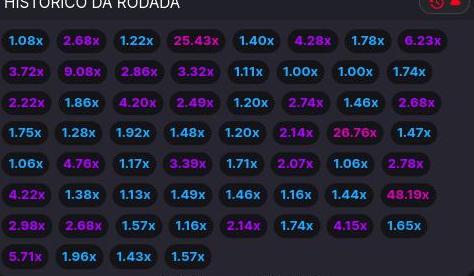 HISTÓRICO DA RODADA
1.08x 2.68x 1.22x 25.43x 1.40x 4.28x 1.78x 6.23x
3.72x 9.08x 2.86x 3.32x 1.11x 1.00x 1.00x 1.74x
2.22x 1.86x 4.20x 2.49x 1.20x 2.74x 1.46x 2.68x
1.75x 1.28x 1.92x 1.48x 1.20x 2.14x 26.76x 1.47x
1.06x 4.76x 1.17x 3.39x 1.71x 2.07x 1.06x 2.78x
4.22x 1.38x 1.13x 1.49x 1.46x 1.16x 1.44x 48.19x
2.98x 2.68x 1.57x 1.16x 2.14x 1.74x 4.15x 1.65x
5.71x 1.96x 1.43x 1.57x